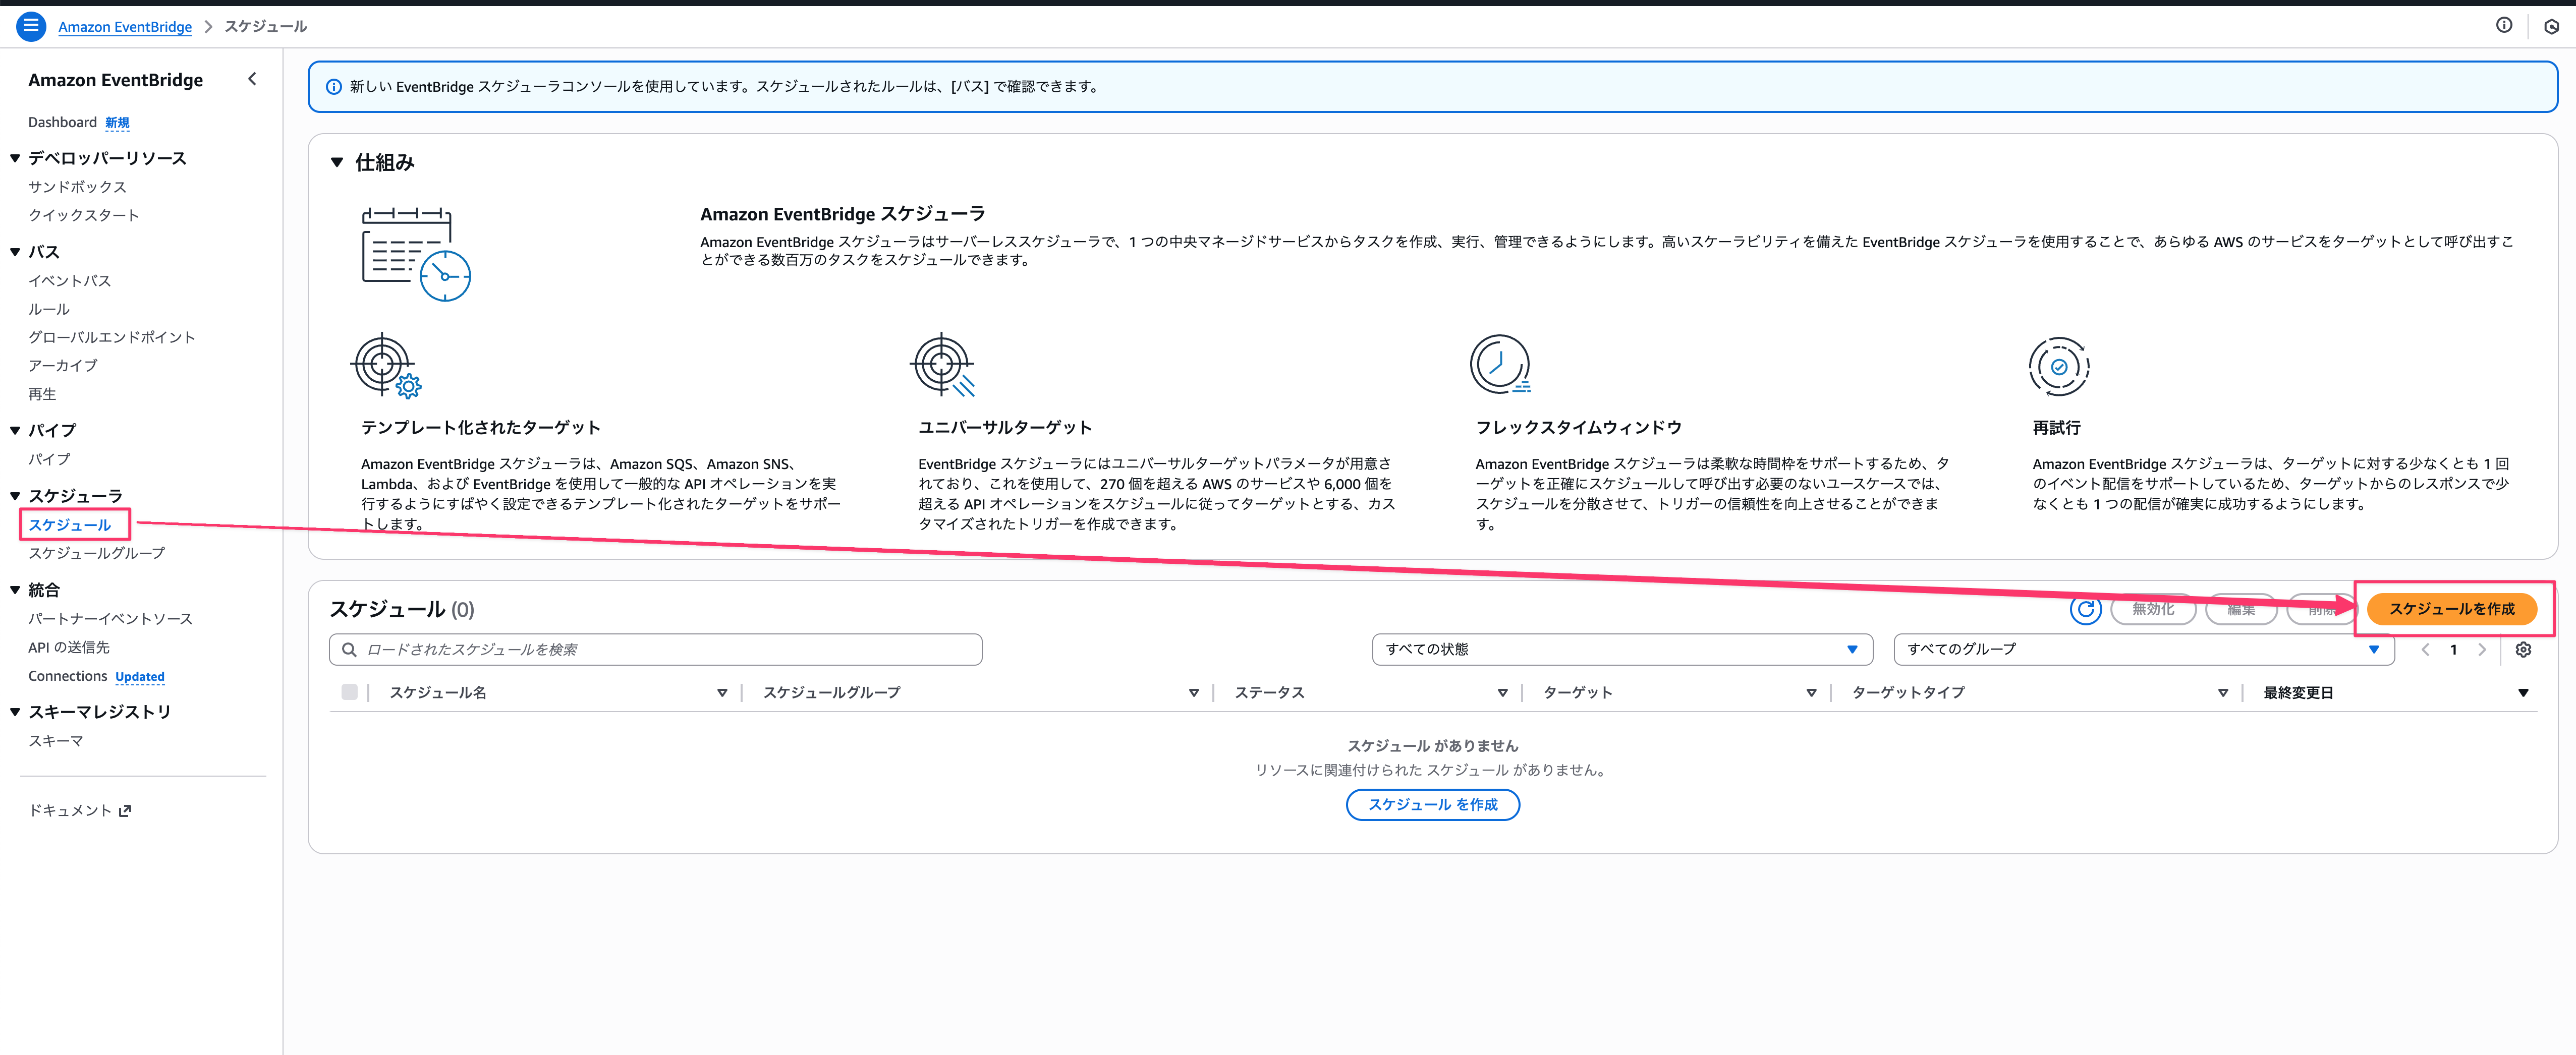 Amazon EventBridge
スケジュール
Amazon EventBridge
Dashboard 新規
デベロッパーリソース
サンドボックス
クイックスタート
バス
イベントバス
ルール
グローバルエンドポイント
アーカイブ
再生
パイプ
パイプ
スケジューラ
スケジュール
スケジュールグループ
統合
パートナーイベントソース
API の送信先
Connections Updated
スキーマレジストリ
スキーマ
ドキュメント
新しい EventBridge スケジューラコンソールを使用しています。スケジュールされたルールは、[バス] で確認できます。
仕組み
Amazon EventBridge スケジューラ
Amazon EventBridge スケジューラはサーバーレススケジューラで、1 つの中央マネージドサービスからタスクを作成、実行、管理できるようにします。高いスケーラビリティを備えた EventBridge スケジューラを使用することで、あらゆる AWS のサービスをターゲットとして呼び出すこ
とができる数百万のタスクをスケジュールできます。
テンプレート化されたターゲット
Amazon EventBridge スケジューラは、Amazon SQS、Amazon SNS、
Lambda、および EventBridge を使用して一般的な API オペレーションを実
行するようにすばやく設定できるテンプレート化されたターゲットをサポー
トします。
ユニバーサルターゲット
EventBridge スケジューラにはユニバーサルターゲットパラメータが用意さ
れており、これを使用して、270 個を超える AWS のサービスや 6,000 個を
超える API オペレーションをスケジュールに従ってターゲットとする、カス
タマイズされたトリガーを作成できます。
フレックスタイムウィンドウ
Amazon EventBridge スケジューラは柔軟な時間枠をサポートするため、タ
ーゲットを正確にスケジュールして呼び出す必要のないユースケースでは、
スケジュールを分散させて、トリガーの信頼性を向上させることができま
す。
再試行
Amazon EventBridge スケジューラは、ターゲットに対する少なくとも 1 回
のイベント配信をサポートしているため、ターゲットからのレスポンスで少
なくとも 1 つの配信が確実に成功するようにします。
スケジュール (0)
無効化
編集
削除
スケジュールを作成
ロードされたスケジュールを検索
すべての状態
すべてのグループ
1
スケジュール名
スケジュールグループ
ステータス
ターゲット
ターゲットタイプ
最終変更日
スケジュール がありません
リソースに関連付けられた スケジュール がありません。
スケジュール を作成